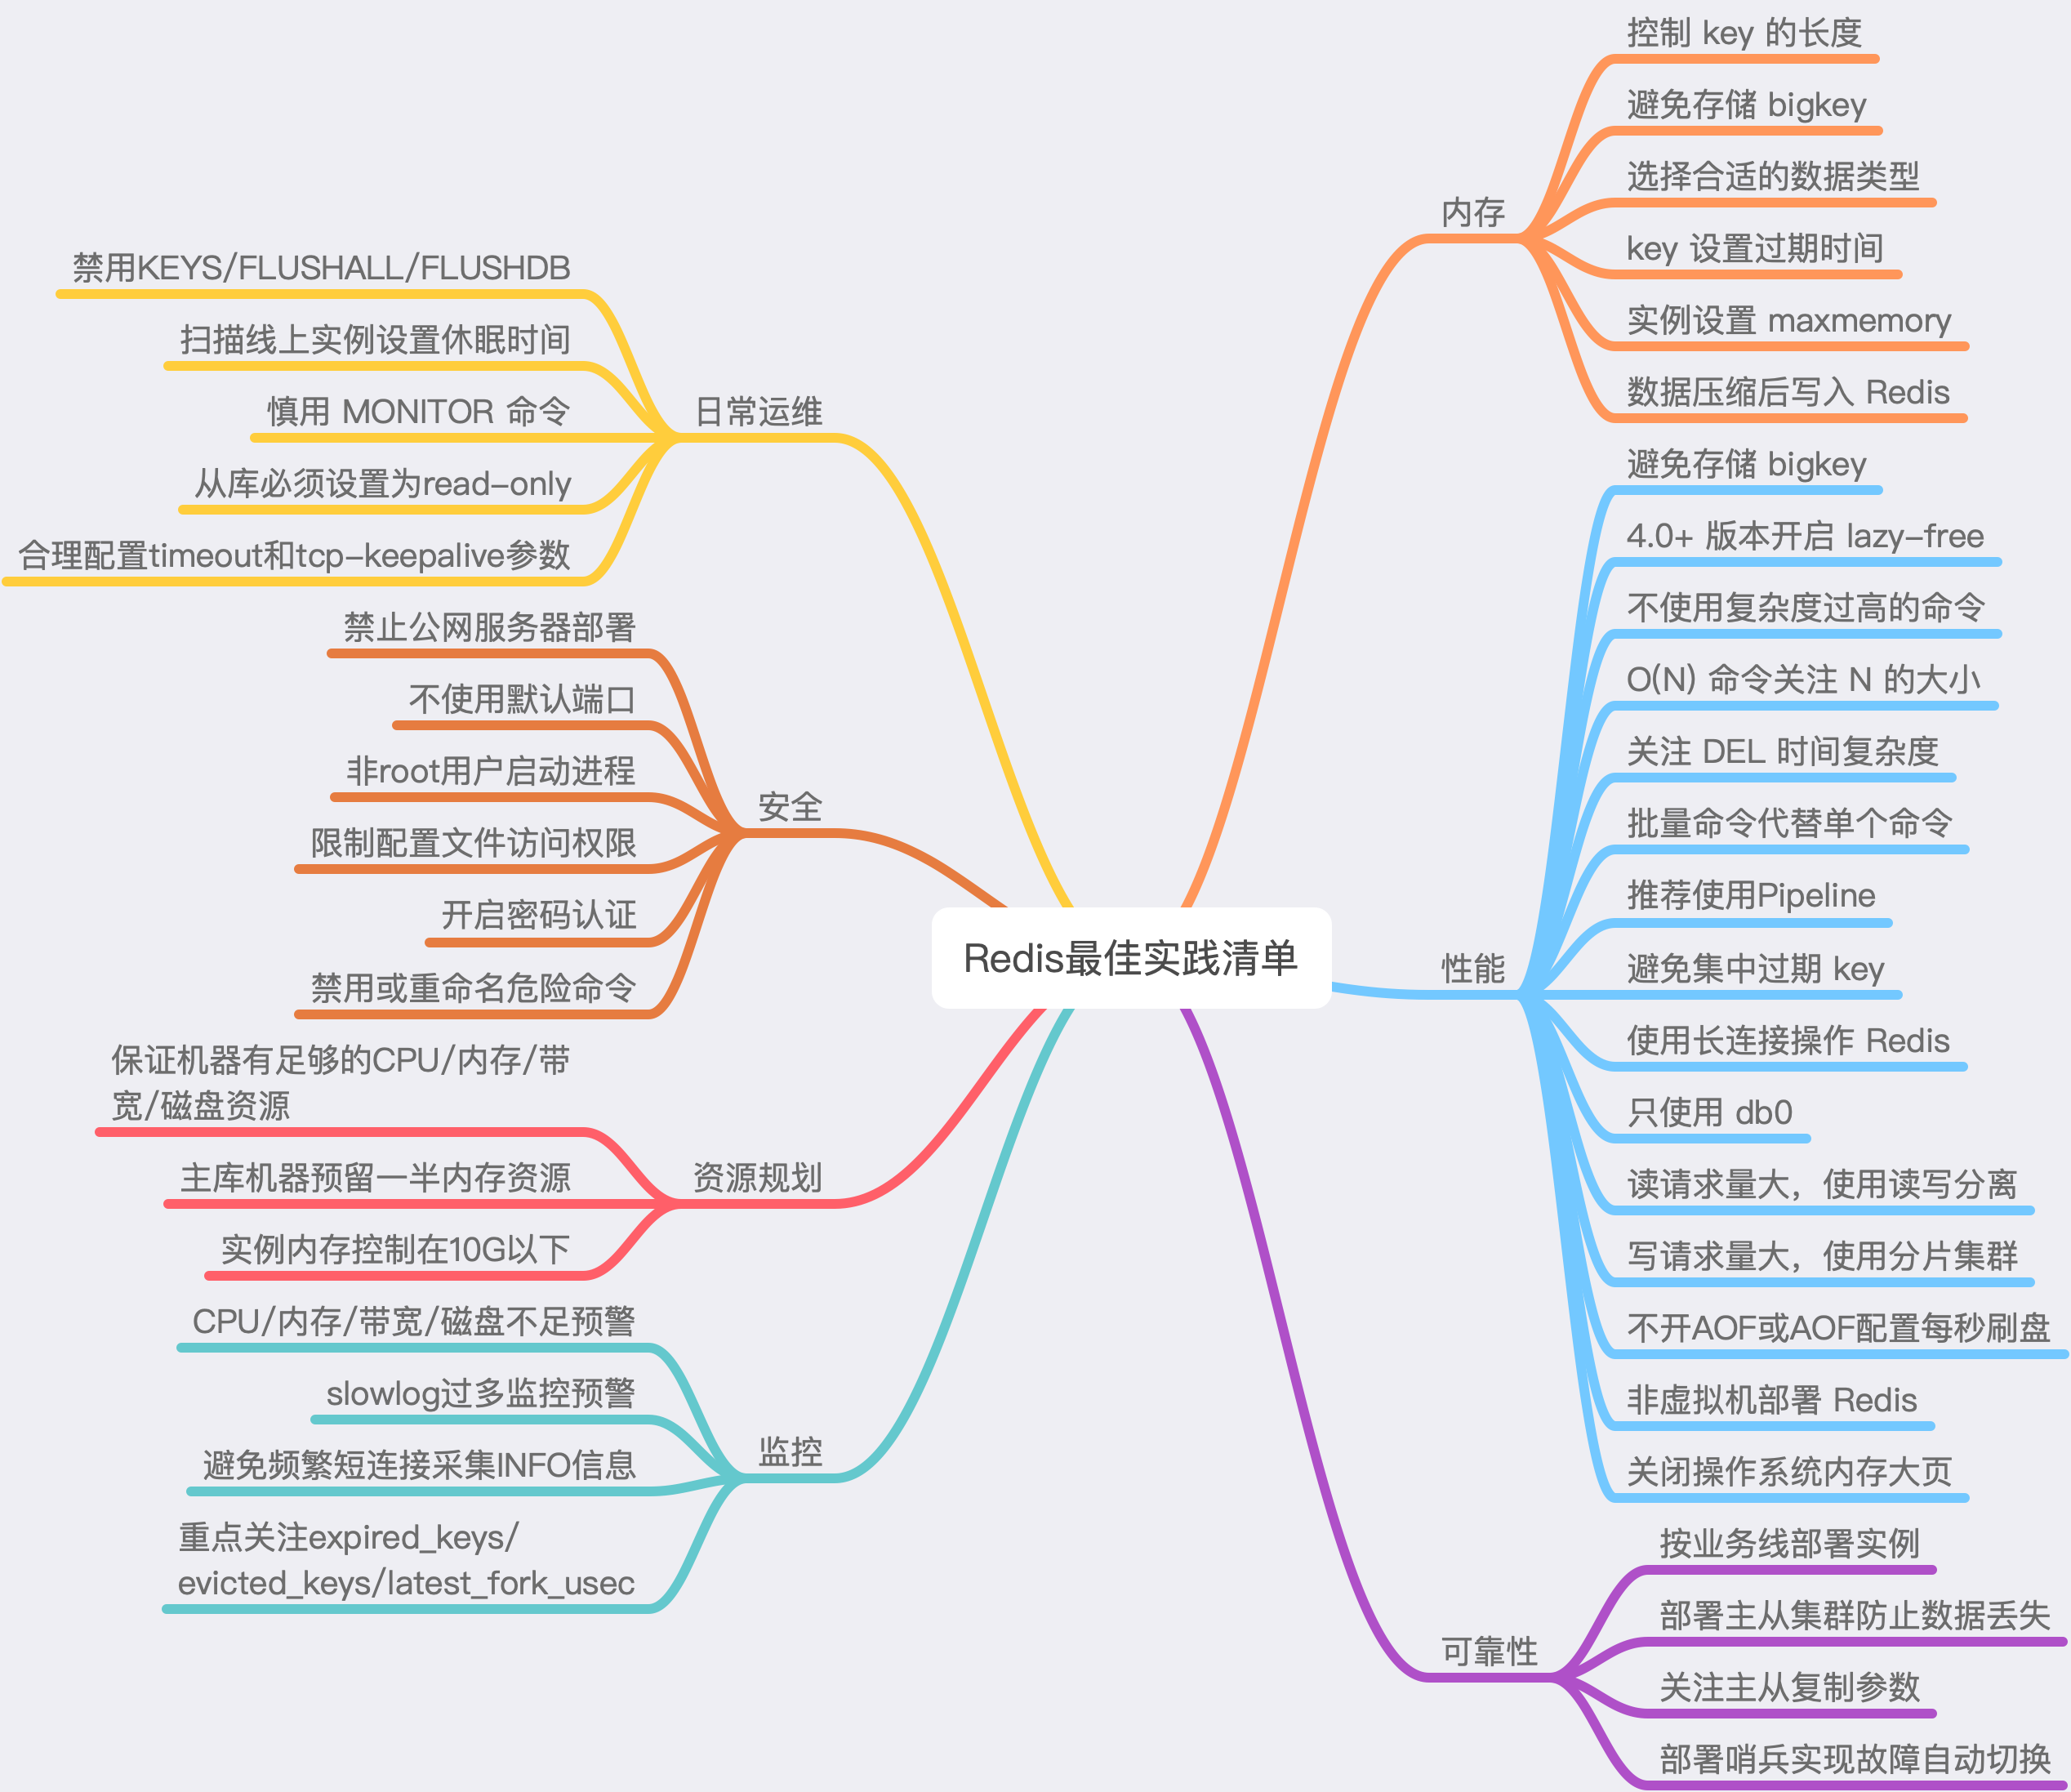 Redis最佳实践清单
内存
控制 key 的长度
避免存储 bigkey
选择合适的数据类型
key 设置过期时间
实例设置 maxmemory
数据压缩后写入 Redis
性能
避免存储 bigkey
4.0+ 版本开启 lazy-free
不使用复杂度过高的命令
O(N) 命令关注 N 的大小
关注 DEL 时间复杂度
批量命令代替单个命令
推荐使用Pipeline
避免集中过期 key
使用长连接操作 Redis
只使用 db0
读请求量大，使用读写分离
写请求量大，使用分片集群
不开AOF或AOF配置每秒刷盘
非虚拟机部署 Redis
关闭操作系统内存大页
可靠性
按业务线部署实例
部署主从集群防止数据丢失
关注主从复制参数
部署哨兵实现故障自动切换
日常运维
禁用KEYS/FLUSHALL/FLUSHDB
扫描线上实例设置休眠时间
慎用 MONITOR 命令
从库必须设置为read-only
合理配置timeout和tcp-keepalive参数
安全
禁止公网服务器部署
不使用默认端口
非root用户启动进程
限制配置文件访问权限
开启密码认证
禁用或重命名危险命令
资源规划
保证机器有足够的CPU/内存/带
宽/磁盘资源
主库机器预留一半内存资源
实例内存控制在10G以下
监控
CPU/内存/带宽/磁盘不足预警
slowlog过多监控预警
避免频繁短连接采集INFO信息
重点关注expired_keys/
evicted_keys/latest_fork_usec